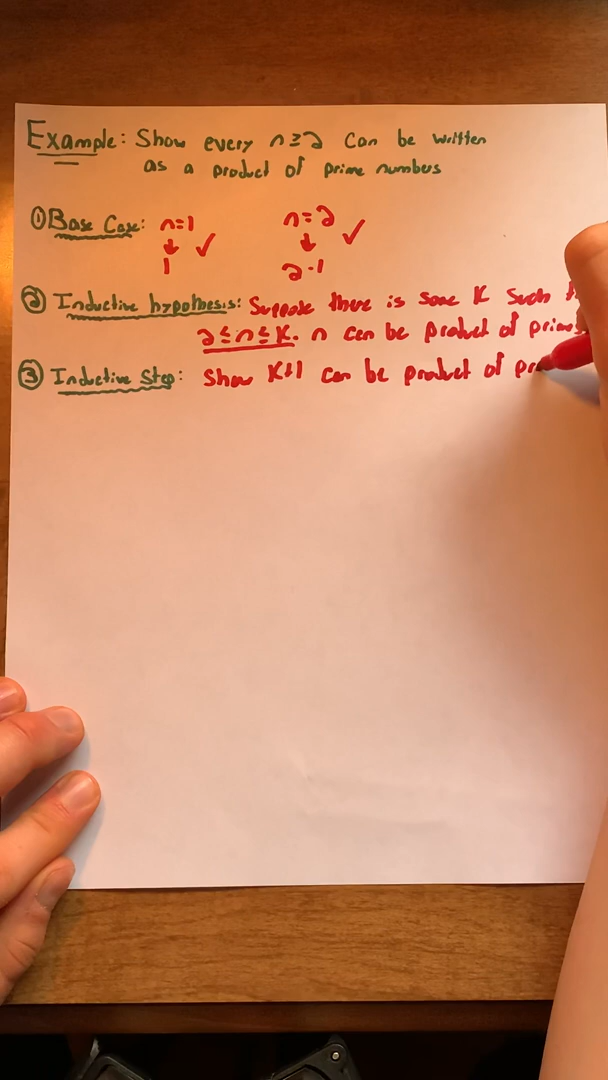 Example: Show every n≥2 can be written
as a product of prime numbers
① Base Case: n=1 ✓ n=2 ✓
↓ ↓
1 2·1
② Inductive hypothesis: Suppose there is some K such
2≤n≤K. n can be product of prim
③ Inductive Step: Show K+1 can be product of pr